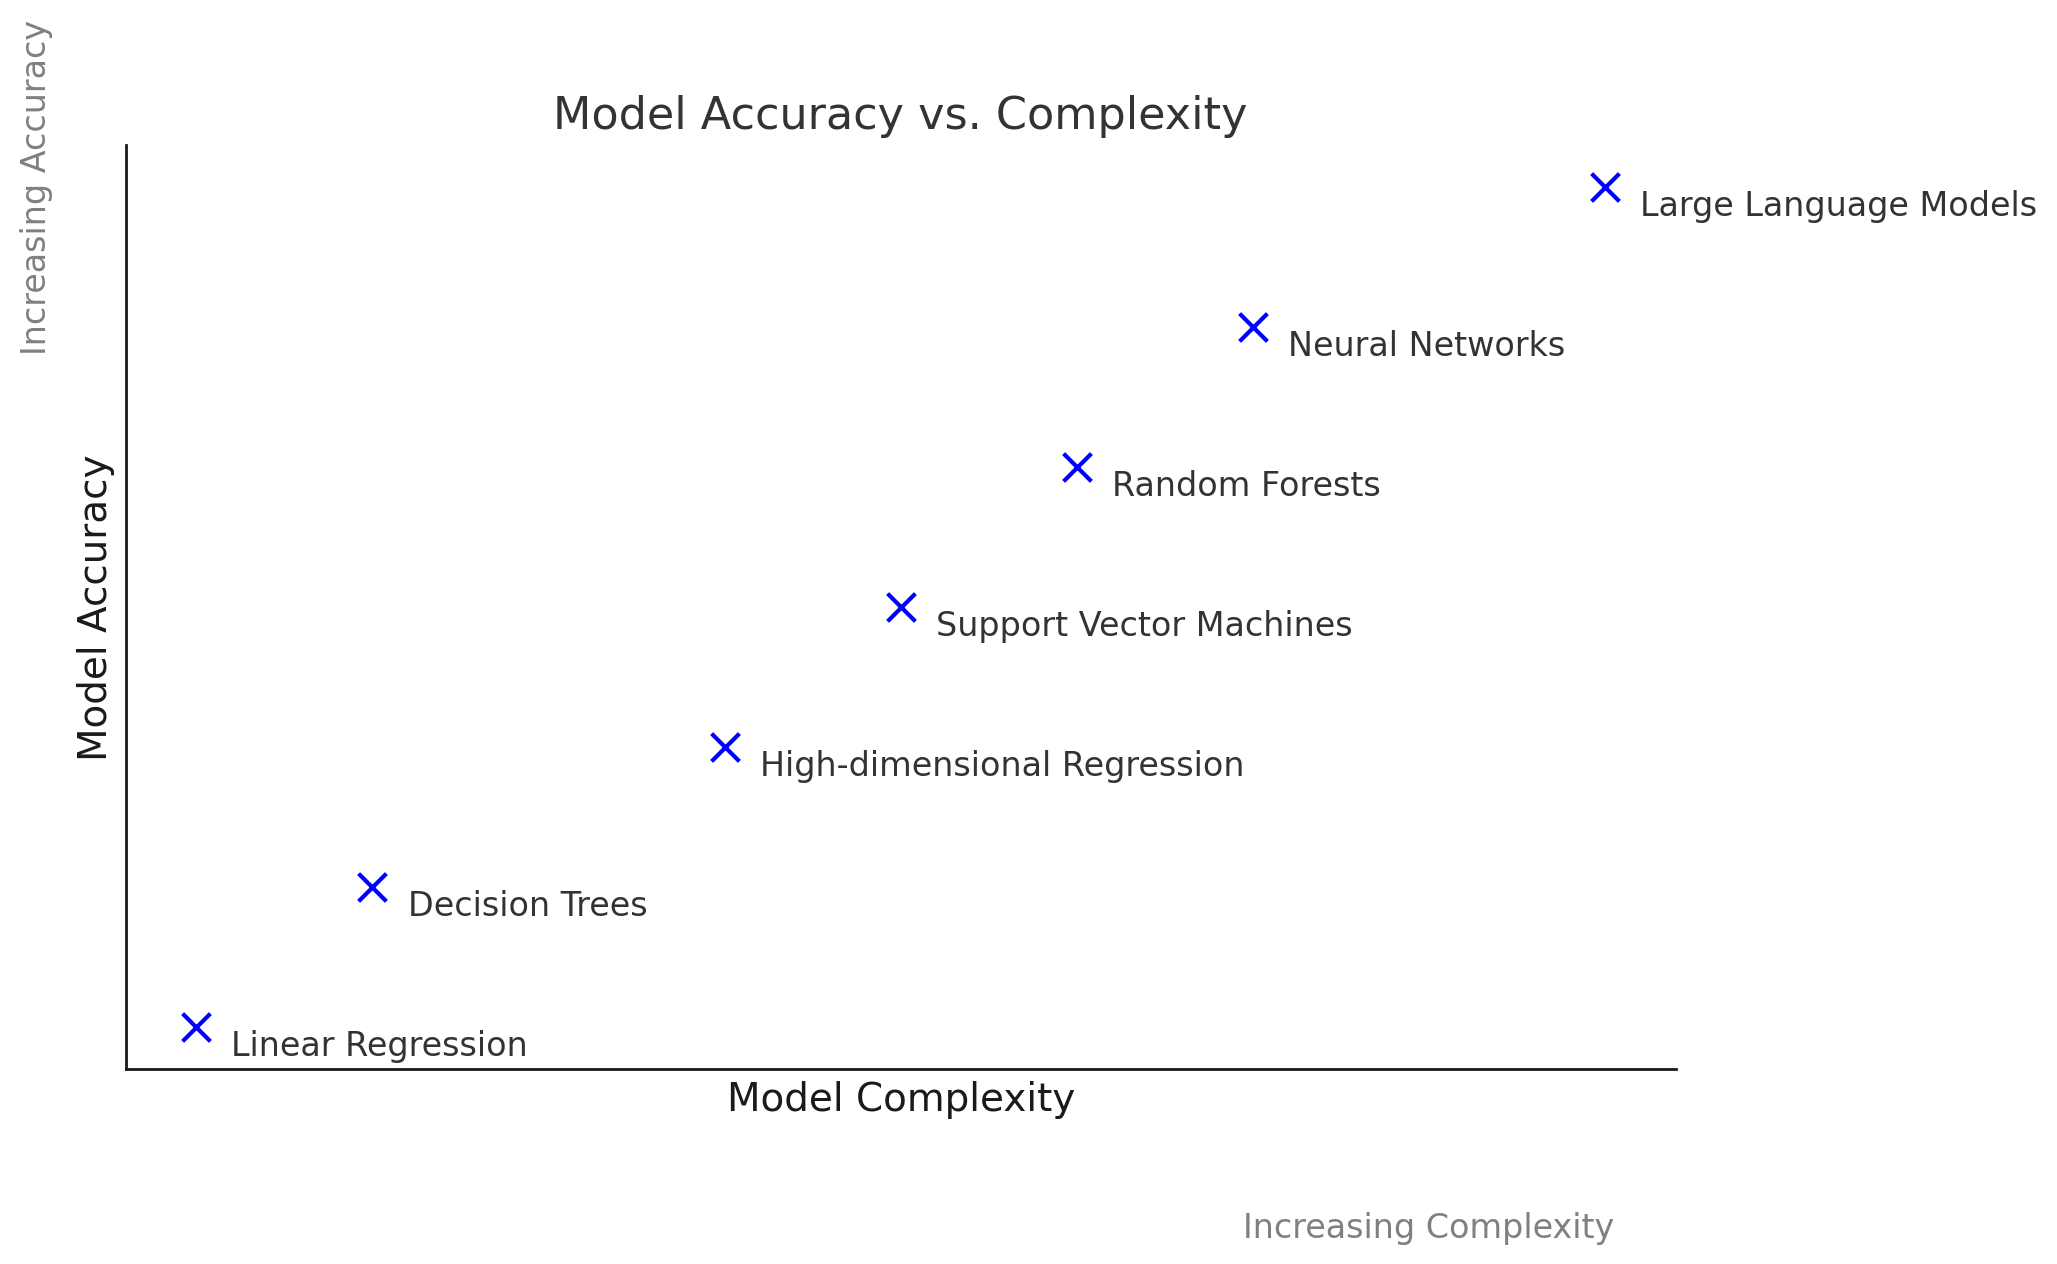 Increasing Accuracy
Model Accuracy vs. Complexity
Large Language Models
Neural Networks
Random Forests
Model Accuracy
Support Vector Machines
High-dimensional Regression
Decision Trees
Linear Regression
Model Complexity
Increasing Complexity